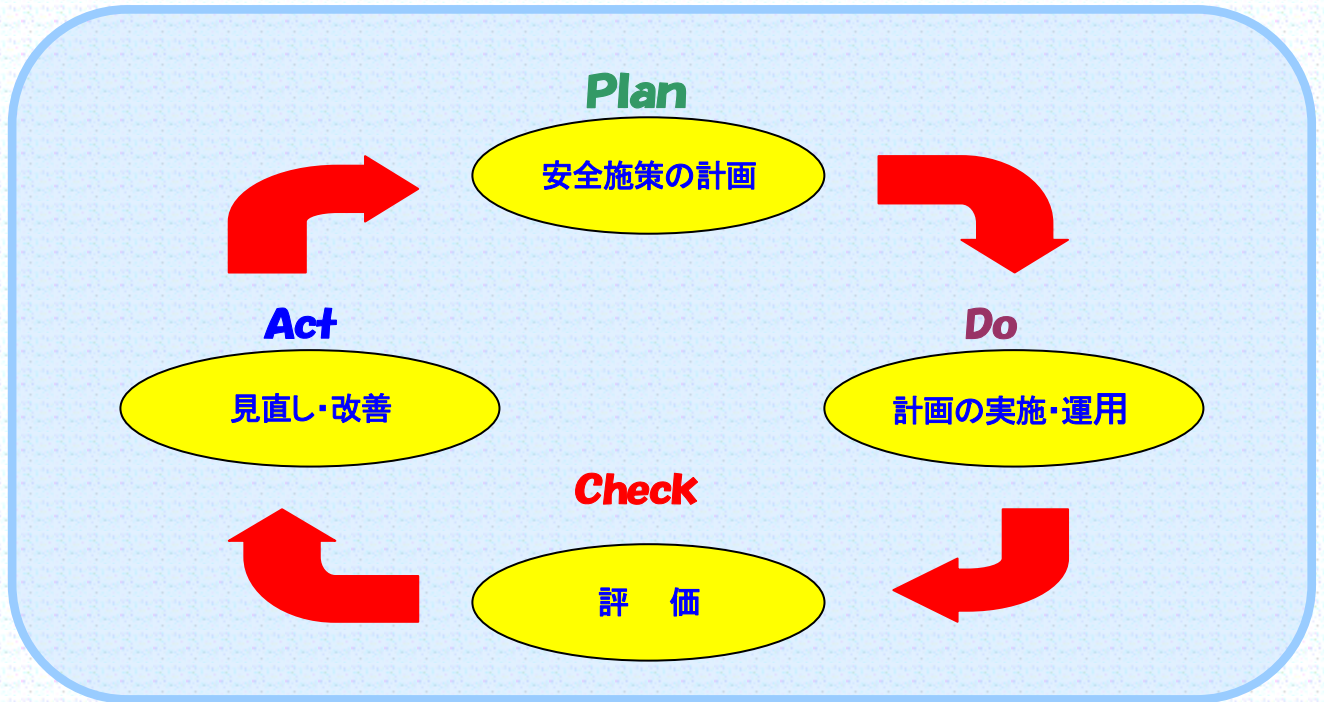 Plan
安全施策の計画
Act
Do
見直し・改善
計画の実施・運用
Check
評　価